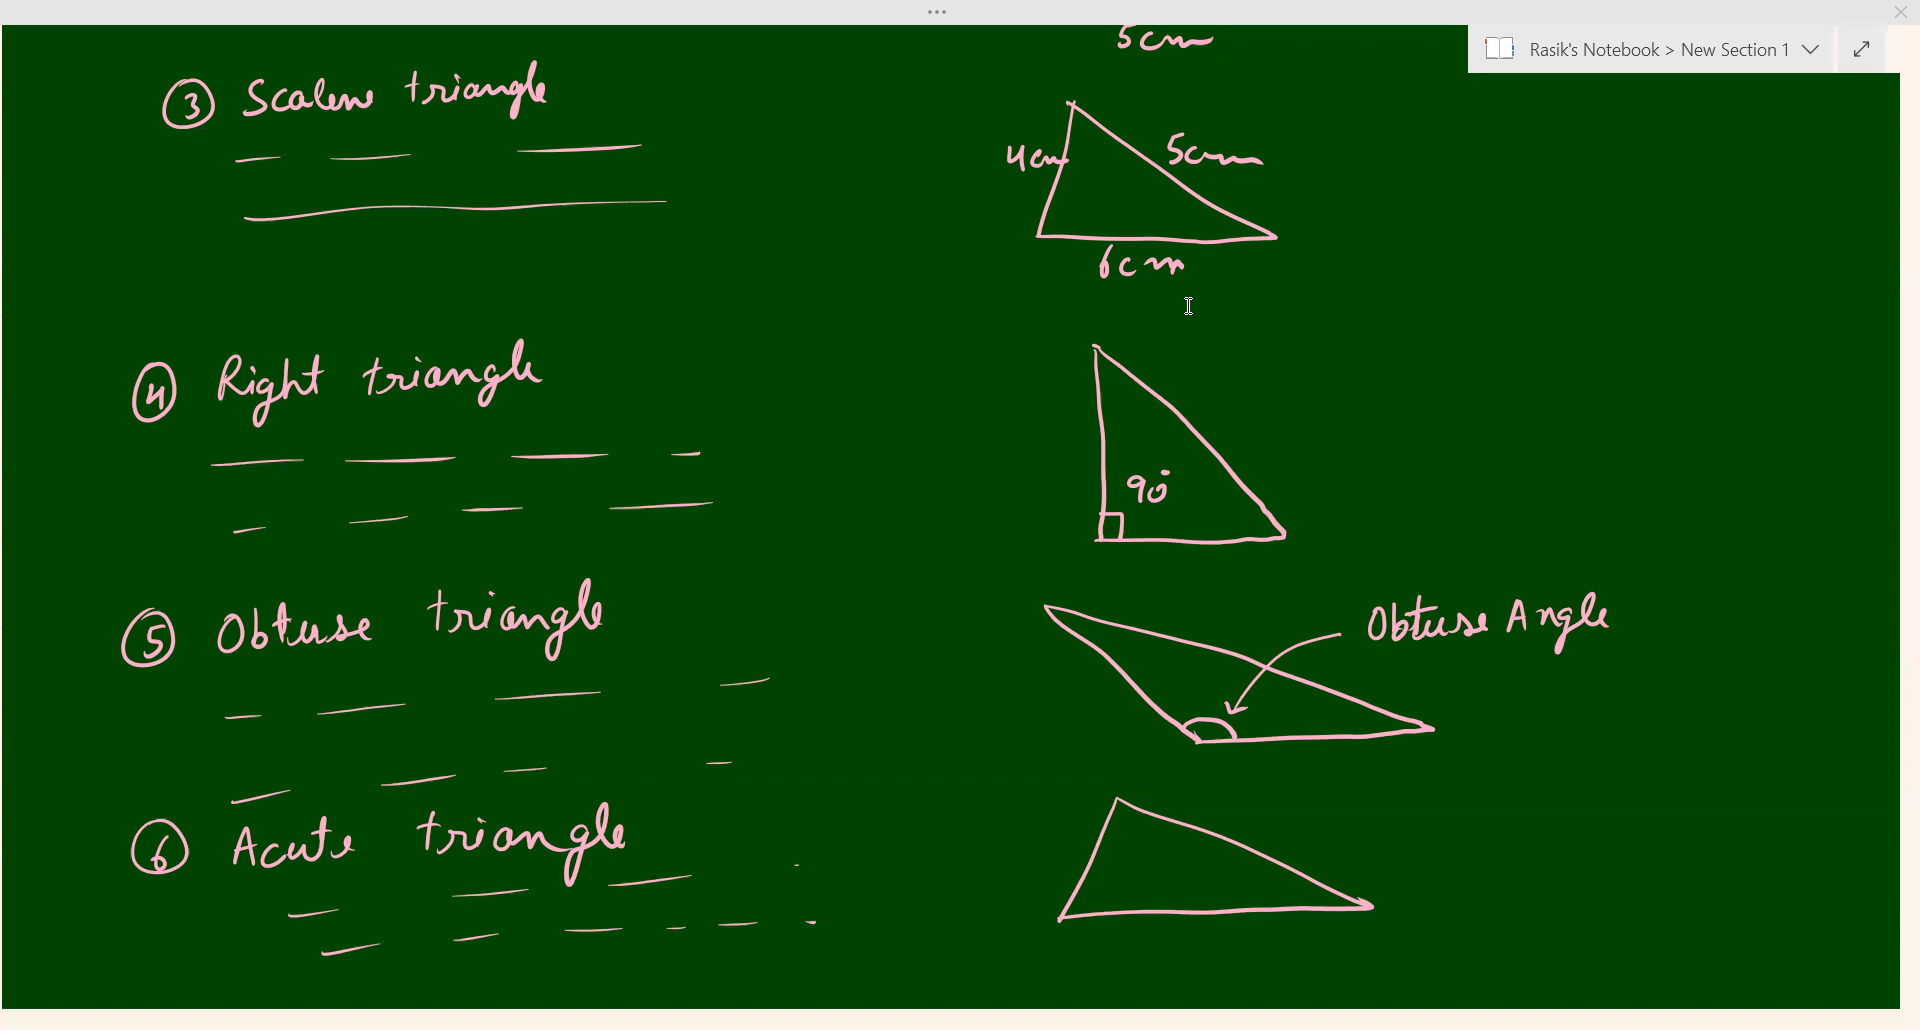 5cm
Rasik's Notebook > New Section 1
③ Scalene triangle
4cm
5cm
6cm
④ Right triangle
90°
⑤ Obtuse triangle
Obtuse Angle
⑥ Acute triangle